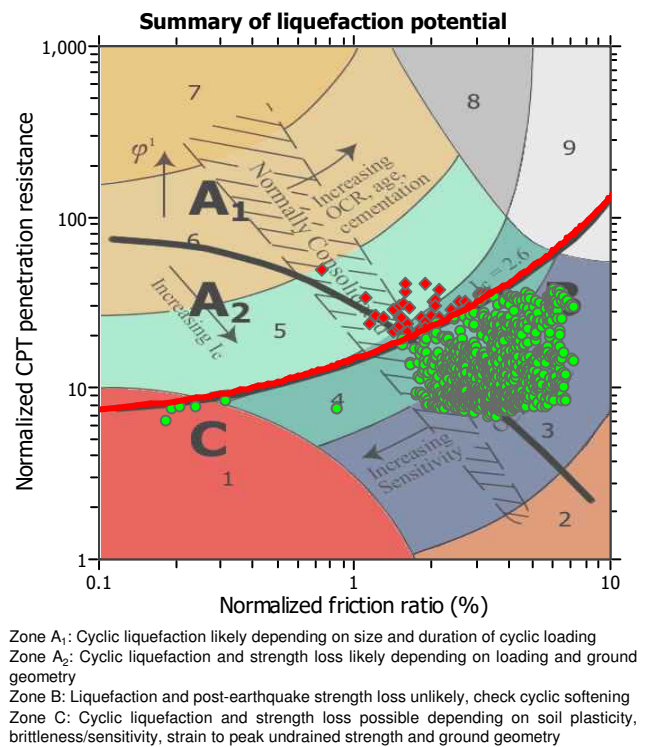 Summary of liquefaction potential
Normalized CPT penetration resistance
1,000
100
10
1
7
8
9
φ¹
A₁
Normally Consolid
Increasing
OCR, age,
cementation
6
A₂
Increasing Ic
5
Ic = 2.6
B
4
3
C
1
Increasing
Sensitivity
2
0.1
1
10
Normalized friction ratio (%)
Zone A₁: Cyclic liquefaction likely depending on size and duration of cyclic loading
Zone A₂: Cyclic liquefaction and strength loss likely depending on loading and ground
geometry
Zone B: Liquefaction and post-earthquake strength loss unlikely, check cyclic softening
Zone C: Cyclic liquefaction and strength loss possible depending on soil plasticity,
brittleness/sensitivity, strain to peak undrained strength and ground geometry